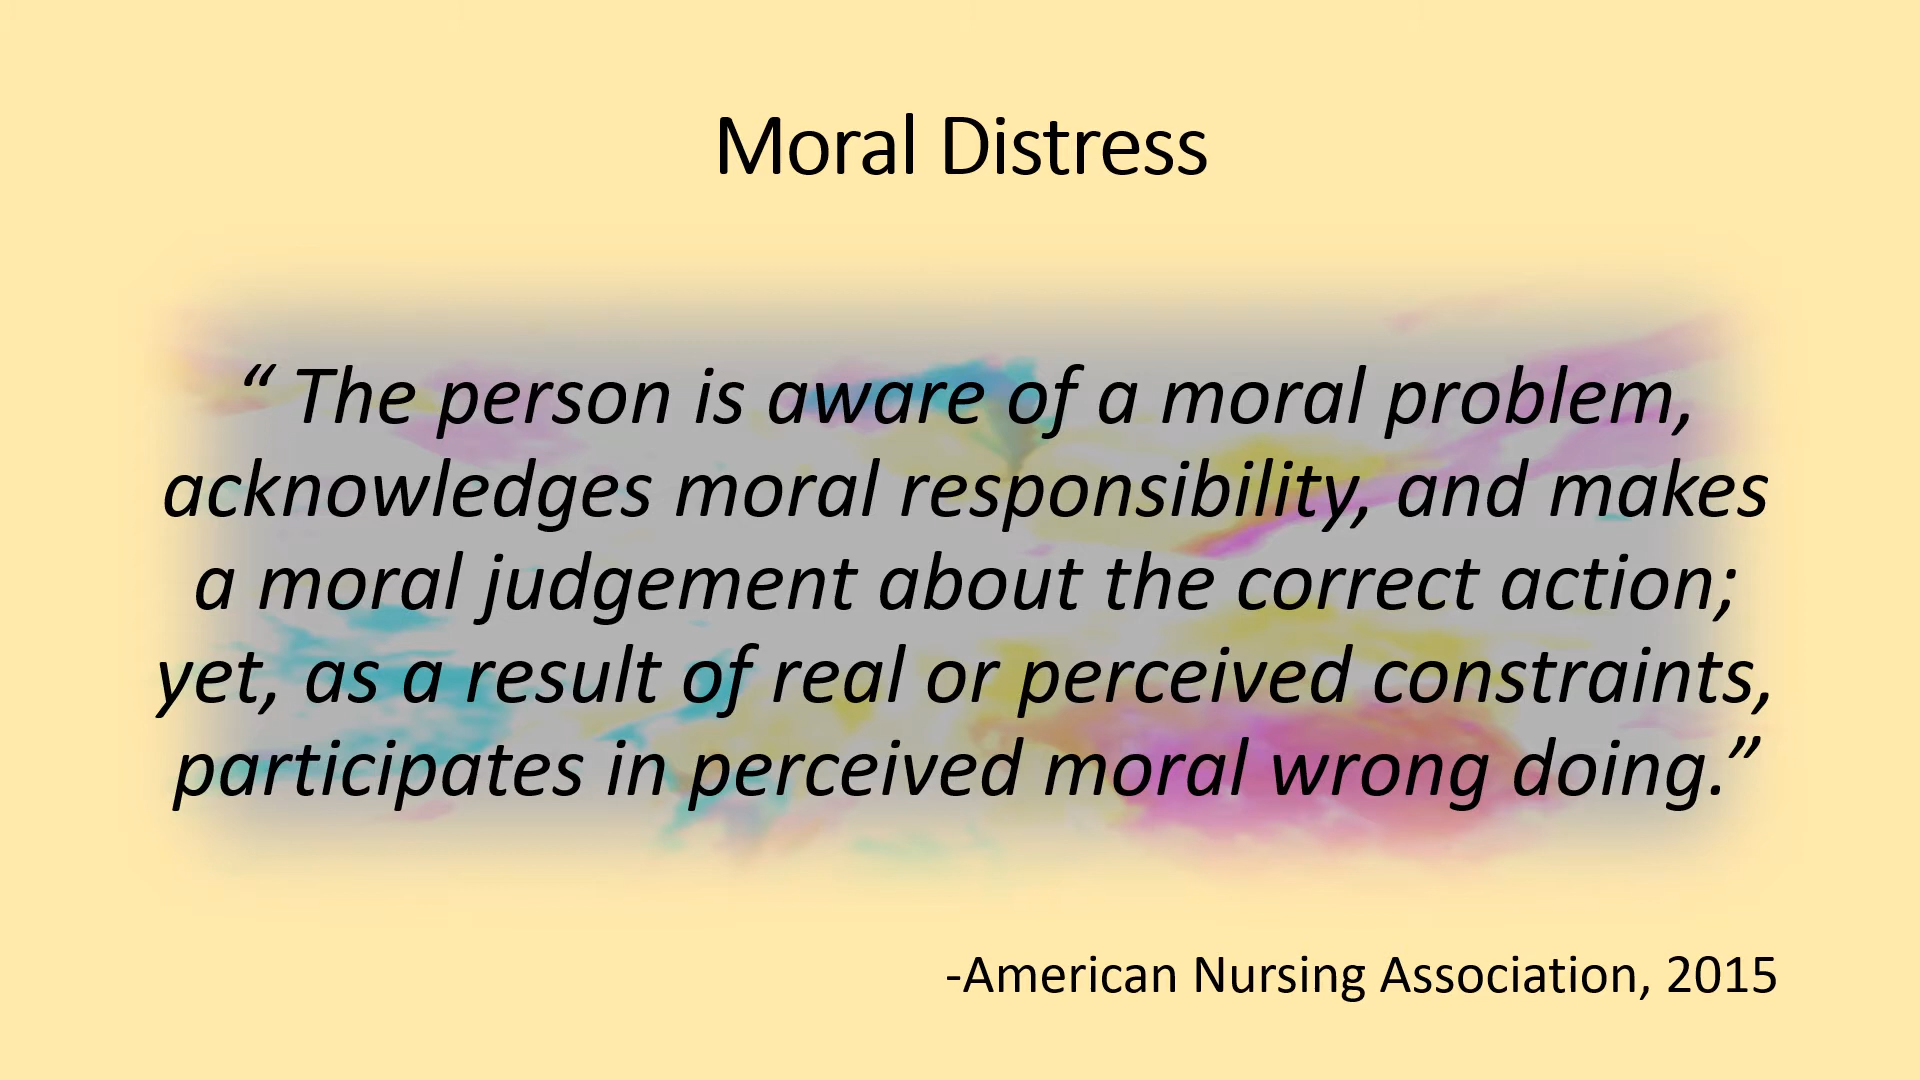 Moral Distress
“ The person is aware of a moral problem,
acknowledges moral responsibility, and makes
a moral judgement about the correct action;
yet, as a result of real or perceived constraints,
participates in perceived moral wrong doing.”
-American Nursing Association, 2015